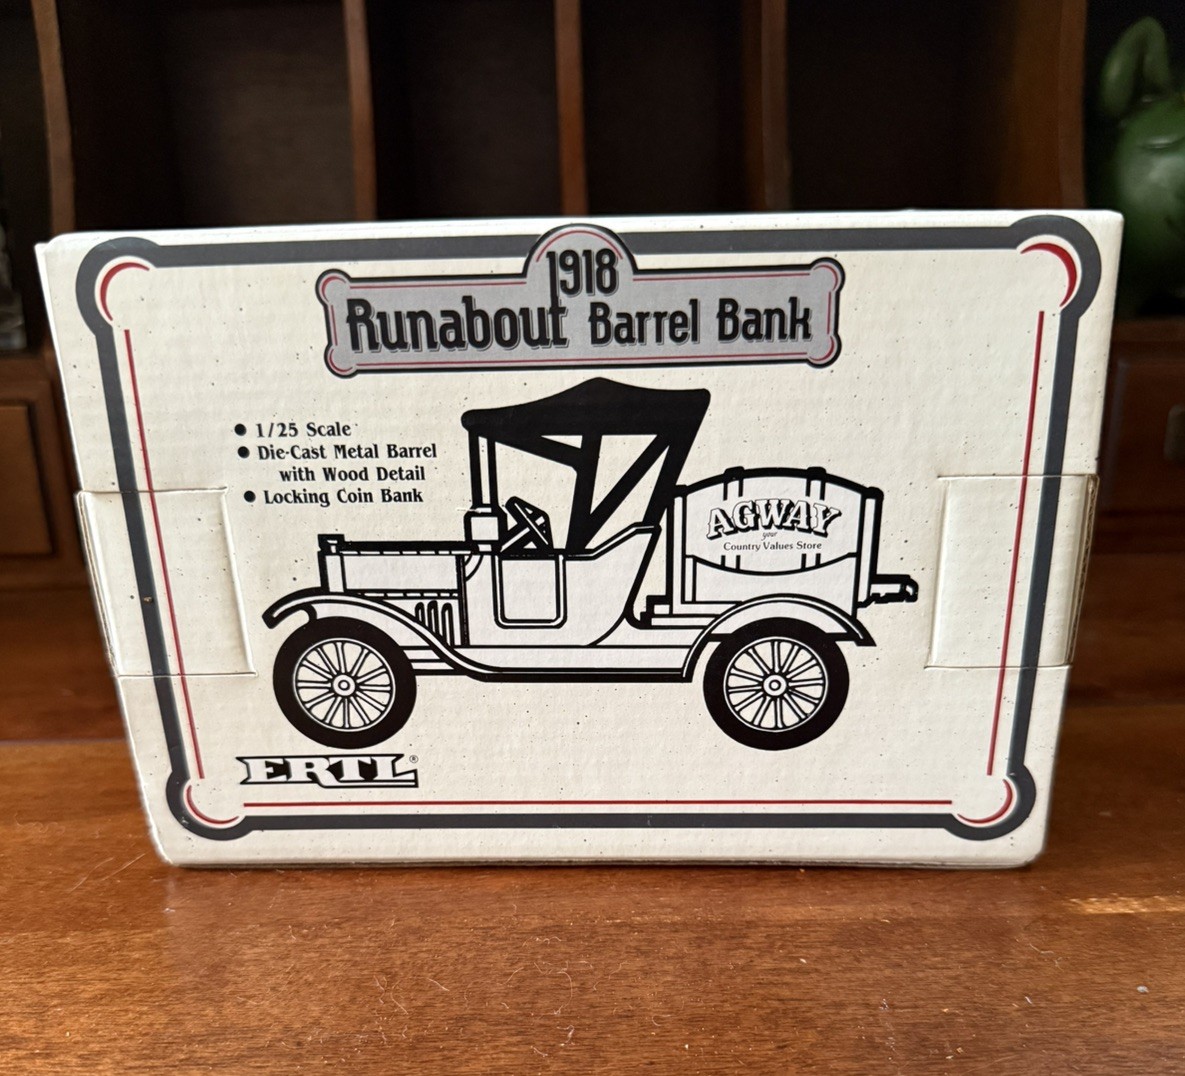 1918
Runabout Barrel Bank
● 1/25 Scale
● Die-Cast Metal Barrel
with Wood Detail
● Locking Coin Bank
AGWAY
your
Country Values Store
ERTL®